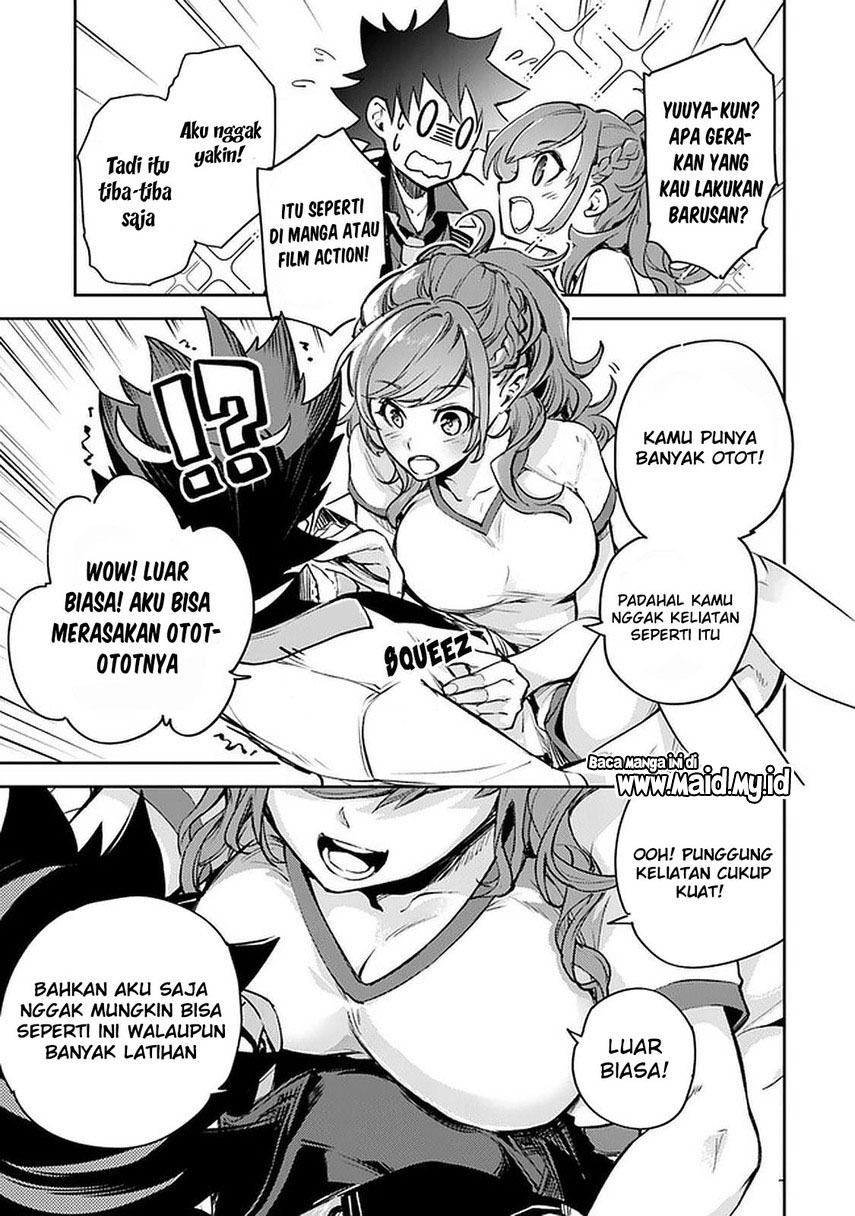 YUUYA-KUN?
APA GERA-
KAN YANG
KAU LAKUKAN
BARUSAN?
ITU SEPERTI
DI MANGA ATAU
FILM ACTION!
Aku nggak
yakin!
Tadi itu
tiba-tiba
saja
!?
KAMU PUNYA
BANYAK OTOT!
PADAHAL KAMU
NGGAK KELIATAN
SEPERTI ITU
WOW! LUAR
BIASA! AKU BISA
MERASAKAN OTOT-
OTOTNYA
SQUEEZ
Baca manga ini di
www.Maid.My.id
OOH! PUNGGUNG
KELIATAN CUKUP
KUAT!
BAHKAN AKU SAJA
NGGAK MUNGKIN BISA
SEPERTI INI WALAUPUN
BANYAK LATIHAN
LUAR
BIASA!